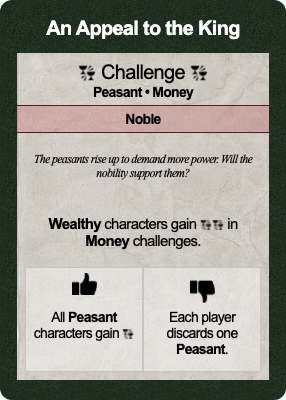 An Appeal to the King
Challenge
Peasant • Money
Noble
The peasants rise up to demand more power. Will the
nobility support them?
Wealthy characters gain in
Money challenges.
All Peasant
characters gain
Each player
discards one
Peasant.